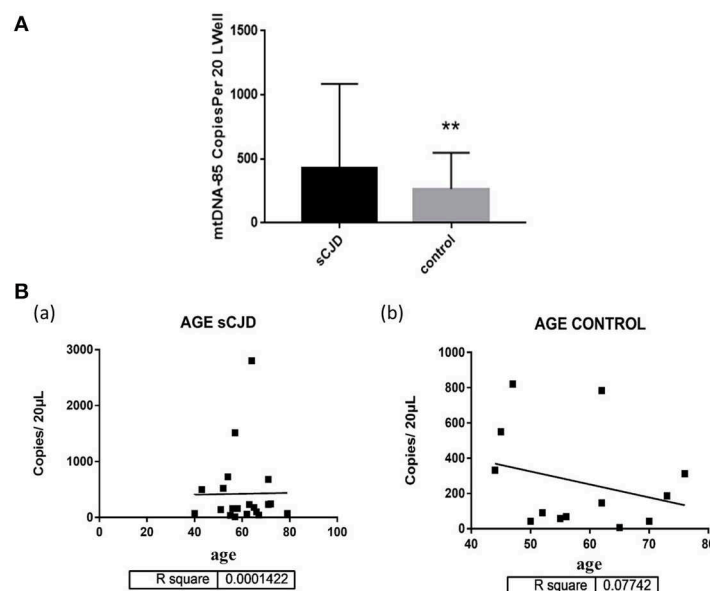 A
mtDNA-85 CopiesPer 20 LWell
1500
1000
500
0
**
sCJD
control
B
(a)
AGE sCJD
Copies/ 20µL
3000
2000
1000
0
0 20 40 60 80 100
age
R square 0.0001422
(b)
AGE CONTROL
Copies/ 20µL
1000
800
600
400
200
0
40 50 60 70 80
age
R square 0.07742